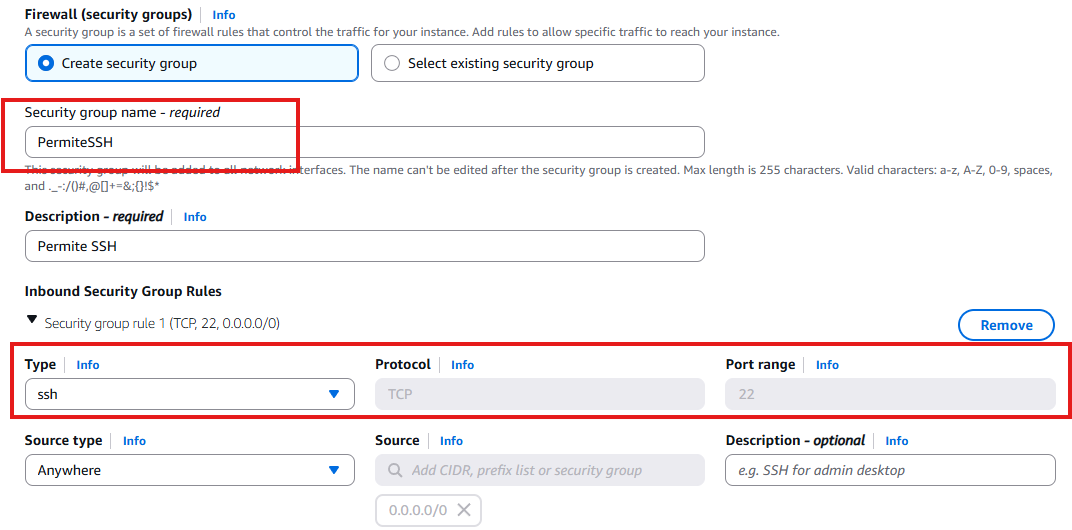 Firewall (security groups) Info
A security group is a set of firewall rules that control the traffic for your instance. Add rules to allow specific traffic to reach your instance.
Create security group Select existing security group
Security group name - required
PermiteSSH
This security group will be added to all network interfaces. The name can't be edited after the security group is created. Max length is 255 characters. Valid characters: a-z, A-Z, 0-9, spaces,
and ._-:/()#,@[]+=&;{}!$*
Description - required Info
Permite SSH
Inbound Security Group Rules
Security group rule 1 (TCP, 22, 0.0.0.0/0)
Remove
Type Info Protocol Info Port range Info
ssh TCP 22
Source type Info Source Info Description - optional Info
Anywhere Add CIDR, prefix list or security group e.g. SSH for admin desktop
0.0.0.0/0